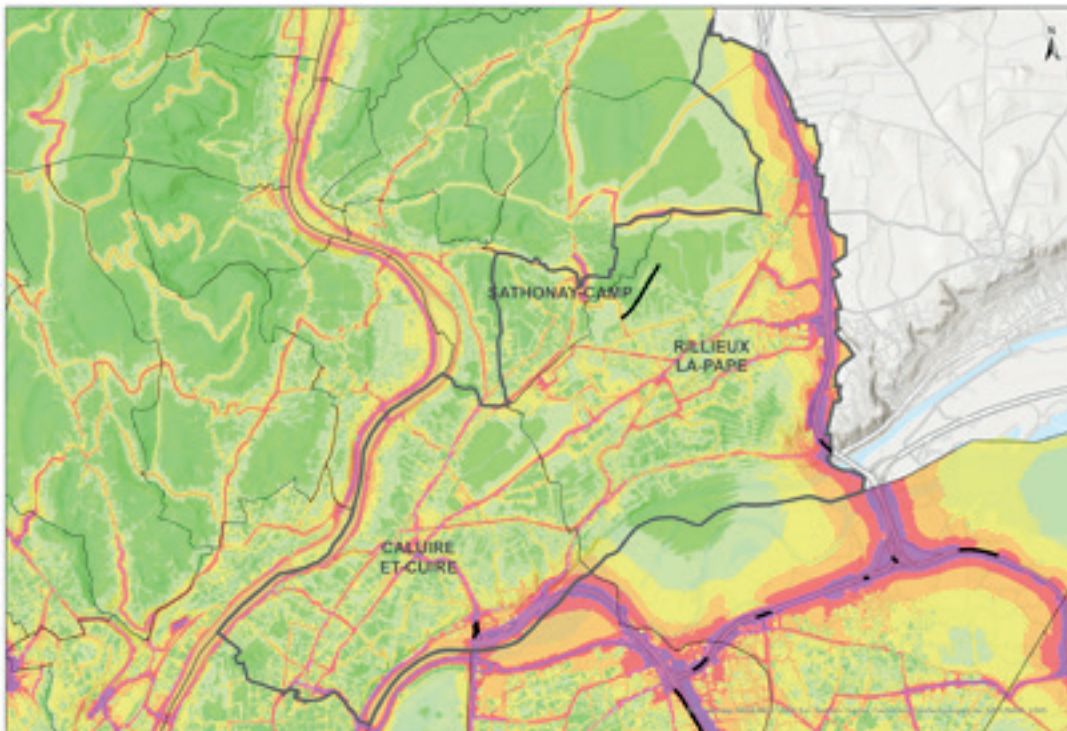 N
SATHONAY-CAMP
RILLIEUX
LA-PAPE
CALUIRE
ET-CUIRE